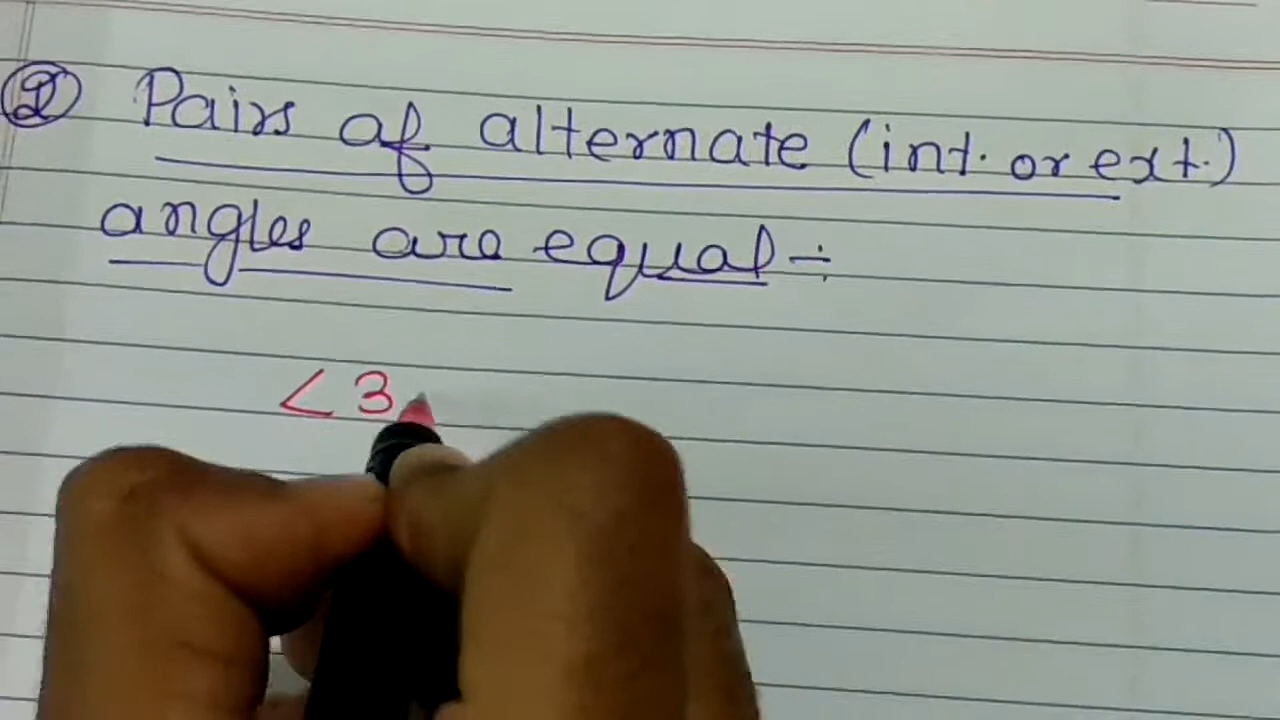 ② Pairs of alternate (int. or ext.)
angles are equal ÷
∠3